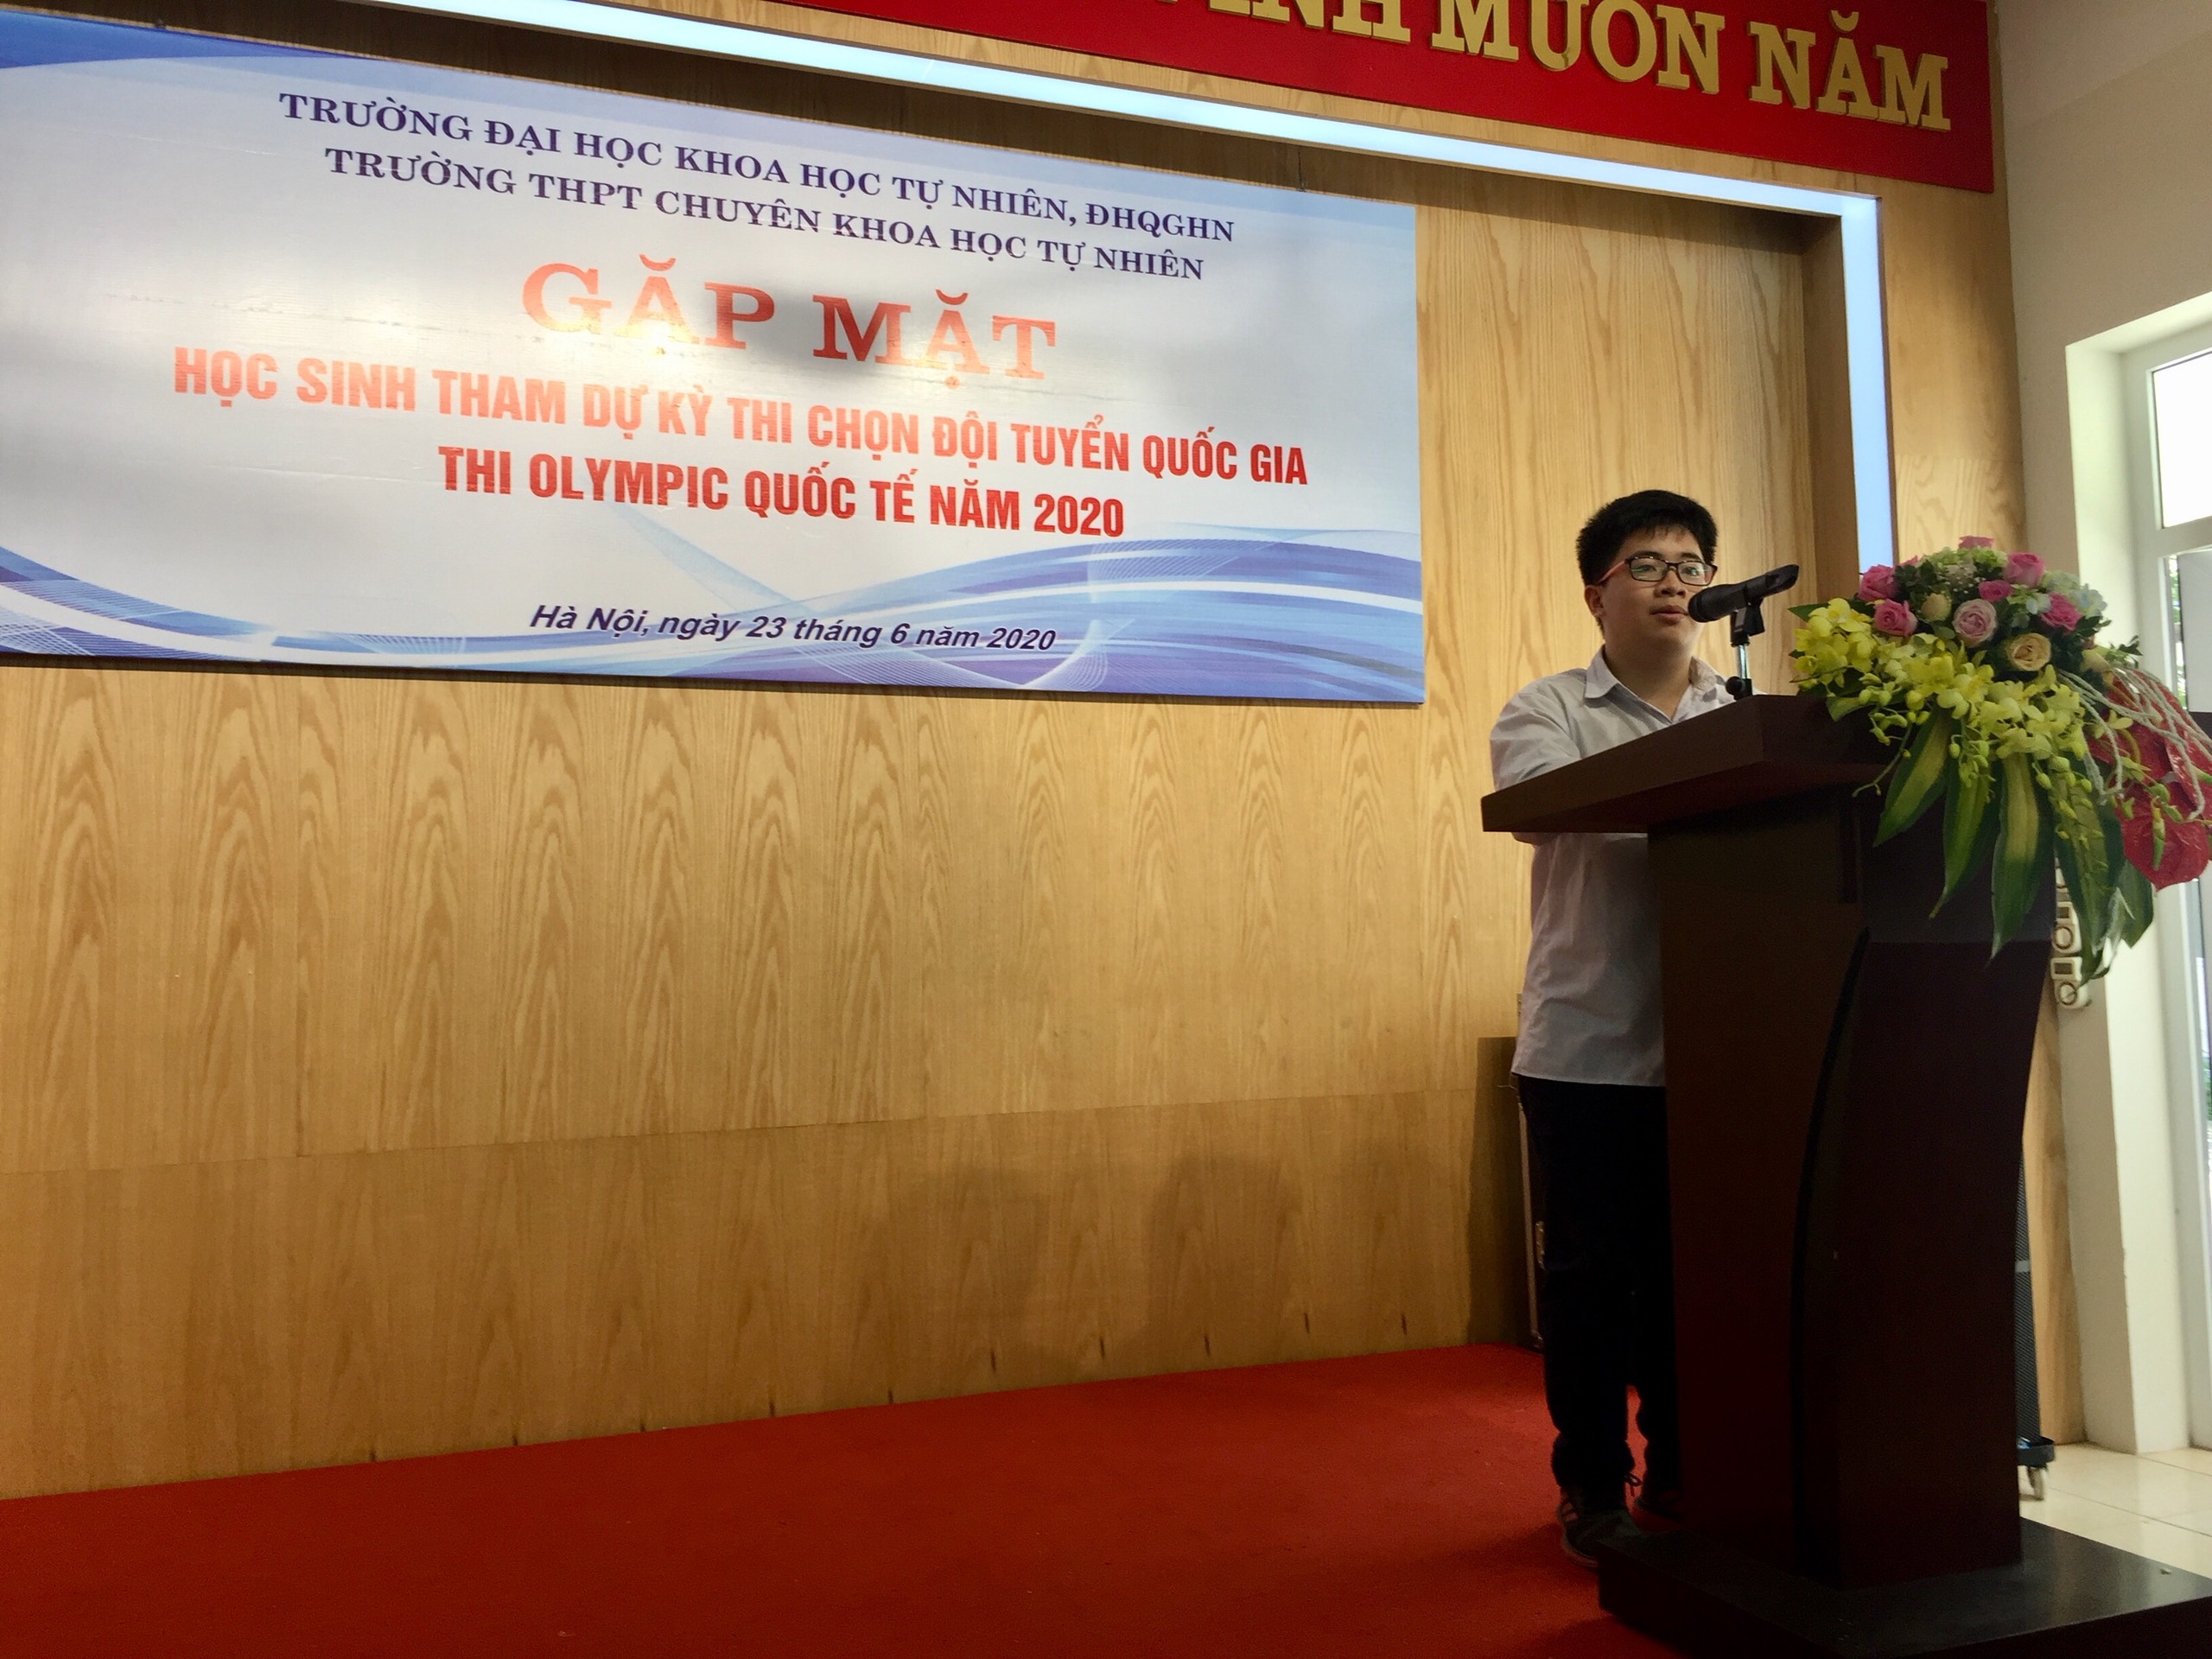 MUÔN NĂM
TRƯỜNG ĐẠI HỌC KHOA HỌC TỰ NHIÊN, ĐHQGHN
TRƯỜNG THPT CHUYÊN KHOA HỌC TỰ NHIÊN
GẶP MẶT
HỌC SINH THAM DỰ KỲ THI CHỌN ĐỘI TUYỂN QUỐC GIA
THI OLYMPIC QUỐC TẾ NĂM 2020
Hà Nội, ngày 23 tháng 6 năm 2020